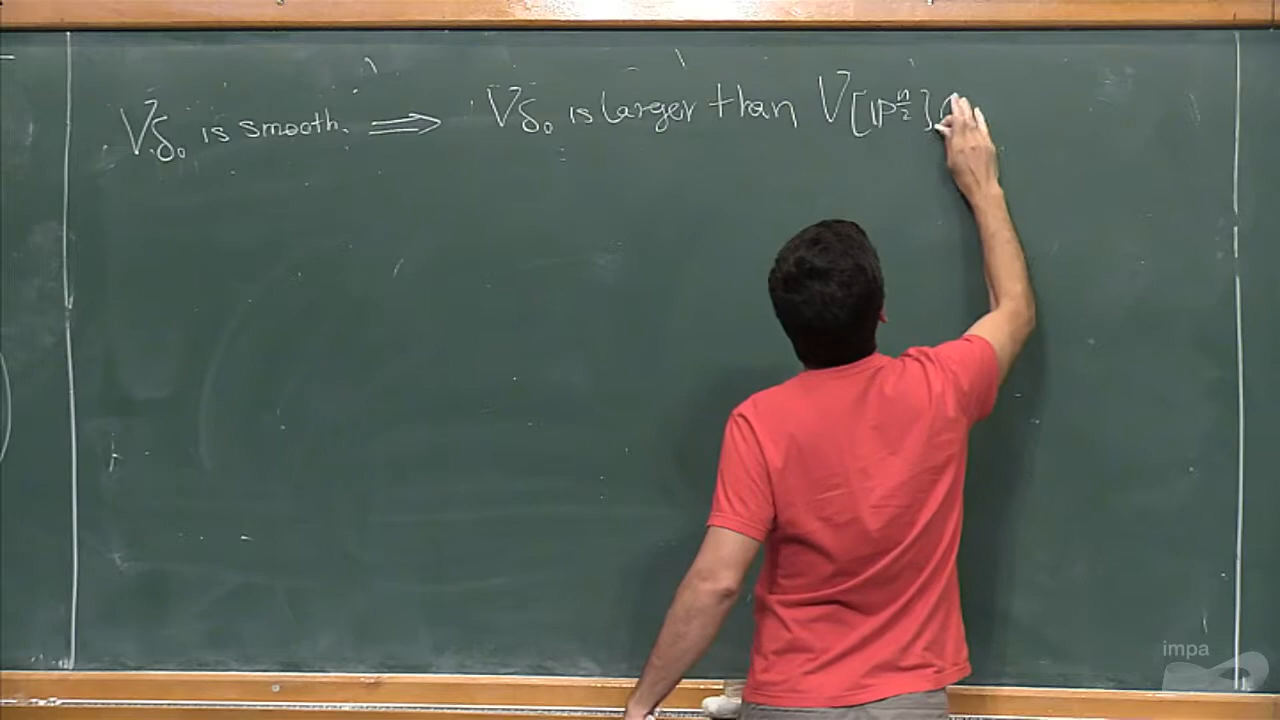 Vδ₀ is smooth. ⟹ Vδ₀ is larger than V[ℙ^{n/2}]
impa